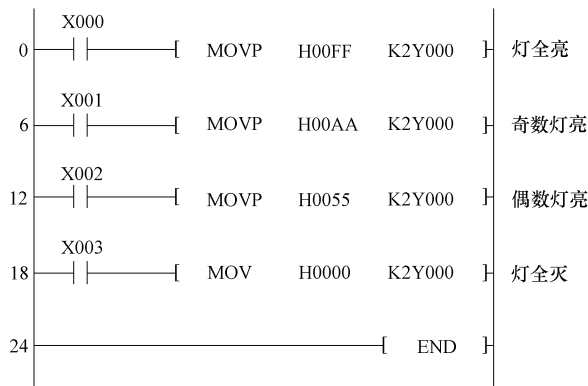 X000
0 [ MOVP H00FF K2Y000 ] 灯全亮
X001
6 [ MOVP H00AA K2Y000 ] 奇数灯亮
X002
12 [ MOVP H0055 K2Y000 ] 偶数灯亮
X003
18 [ MOV H0000 K2Y000 ] 灯全灭
24 [ END ]